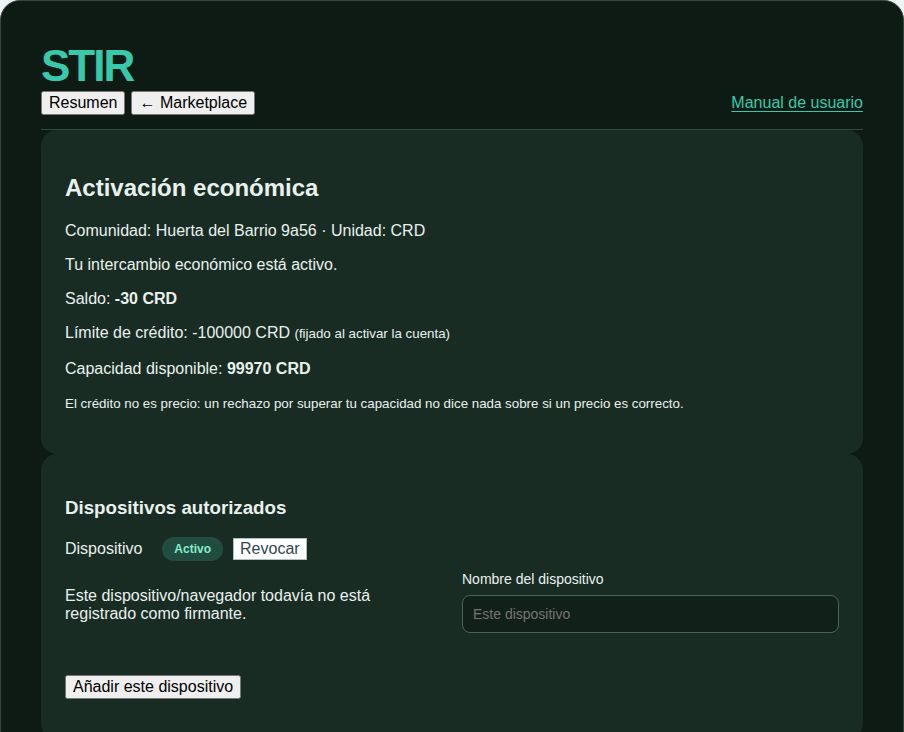 STIR
Resumen
← Marketplace
Manual de usuario
Activación económica
Comunidad: Huerta del Barrio 9a56 · Unidad: CRD
Tu intercambio económico está activo.
Saldo: -30 CRD
Límite de crédito: -100000 CRD (fijado al activar la cuenta)
Capacidad disponible: 99970 CRD
El crédito no es precio: un rechazo por superar tu capacidad no dice nada sobre si un precio es correcto.
Dispositivos autorizados
Dispositivo Activo Revocar
Este dispositivo/navegador todavía no está
registrado como firmante.
Nombre del dispositivo
Este dispositivo
Añadir este dispositivo